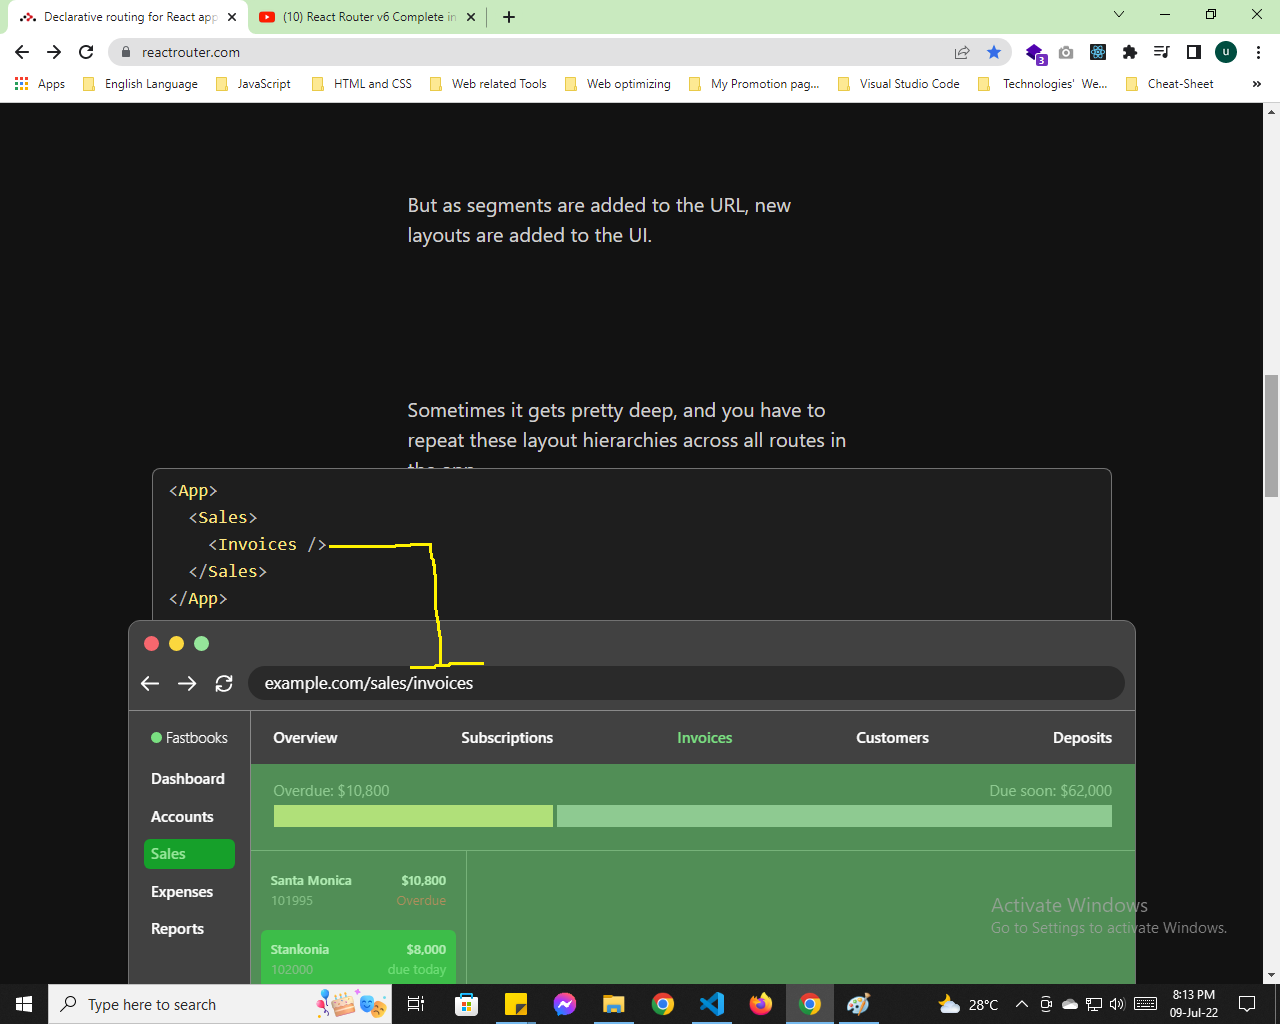 Declarative routing for React app
(10) React Router v6 Complete in
reactrouter.com
3
u
Apps
English Language
JavaScript
HTML and CSS
Web related Tools
Web optimizing
My Promotion pag...
Visual Studio Code
Technologies' We...
Cheat-Sheet
»
But as segments are added to the URL, new
layouts are added to the UI.
Sometimes it gets pretty deep, and you have to
repeat these layout hierarchies across all routes in
<App>
<Sales>
<Invoices />
</Sales>
</App>
example.com/sales/invoices
Fastbooks
Overview
Subscriptions
Invoices
Customers
Deposits
Dashboard
Accounts
Sales
Expenses
Reports
Overdue: $10,800
Due soon: $62,000
Santa Monica
$10,800
101995
Overdue
Stankonia
$8,000
102000
due today
Activate Windows
Go to Settings to activate Windows.
Type here to search
28°C
8:13 PM
09-Jul-22